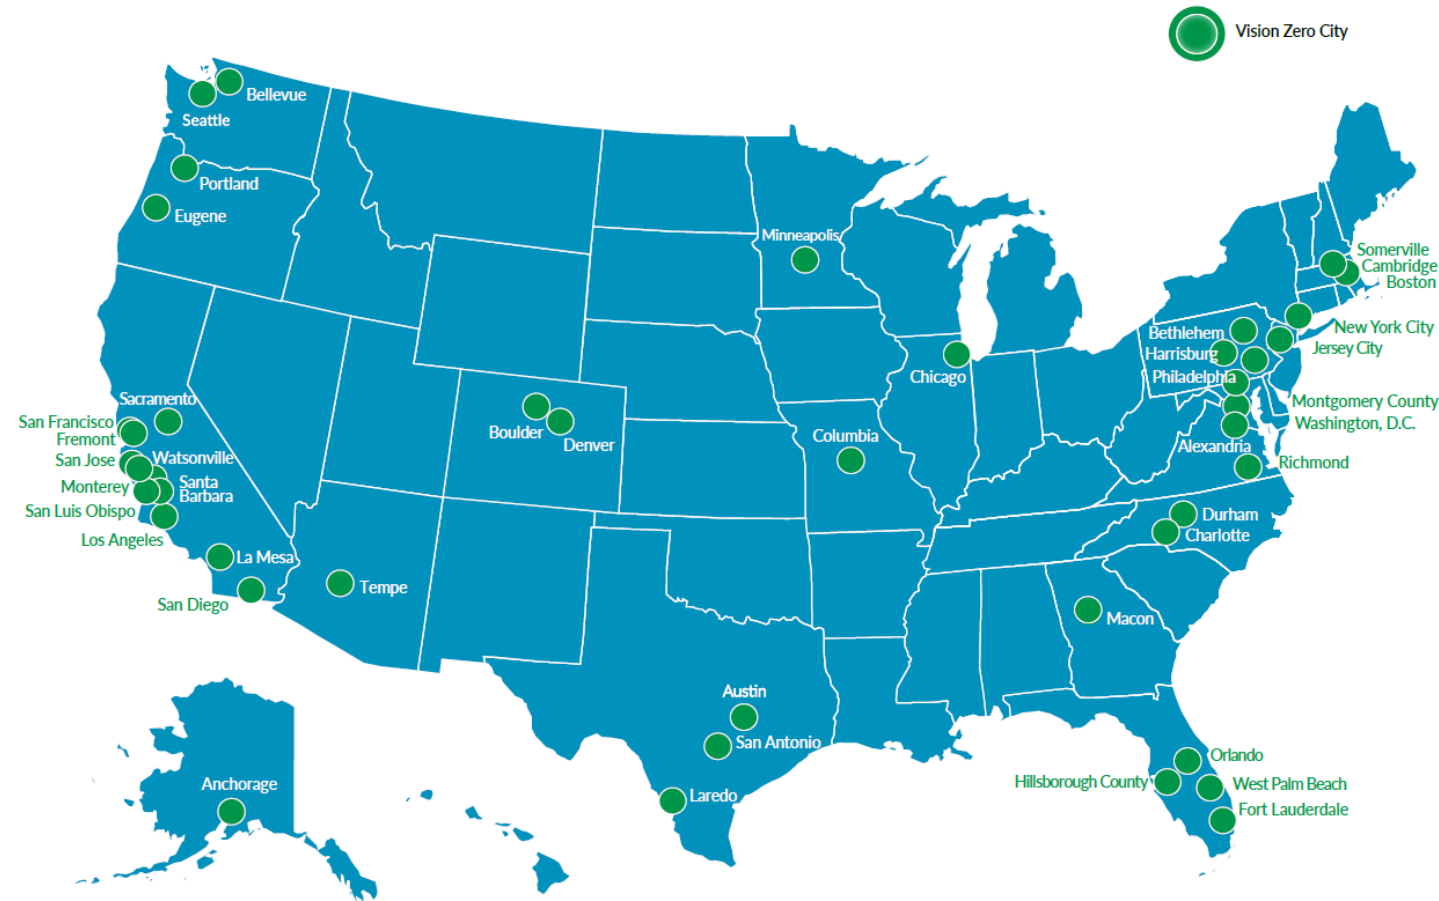 Vision Zero City
Bellevue
Seattle
Portland
Eugene
Minneapolis
Somerville
Cambridge
Boston
New York City
Jersey City
Bethlehem
Harrisburg
Philadelphia
Chicago
Montgomery County
Washington, D.C.
Alexandria
Richmond
Sacramento
San Francisco
Fremont
San Jose
Watsonville
Monterey
Santa
Barbara
San Luis Obispo
Los Angeles
La Mesa
San Diego
Boulder
Denver
Columbia
Durham
Charlotte
Tempe
Macon
Austin
San Antonio
Laredo
Anchorage
Orlando
Hillsborough County
West Palm Beach
Fort Lauderdale